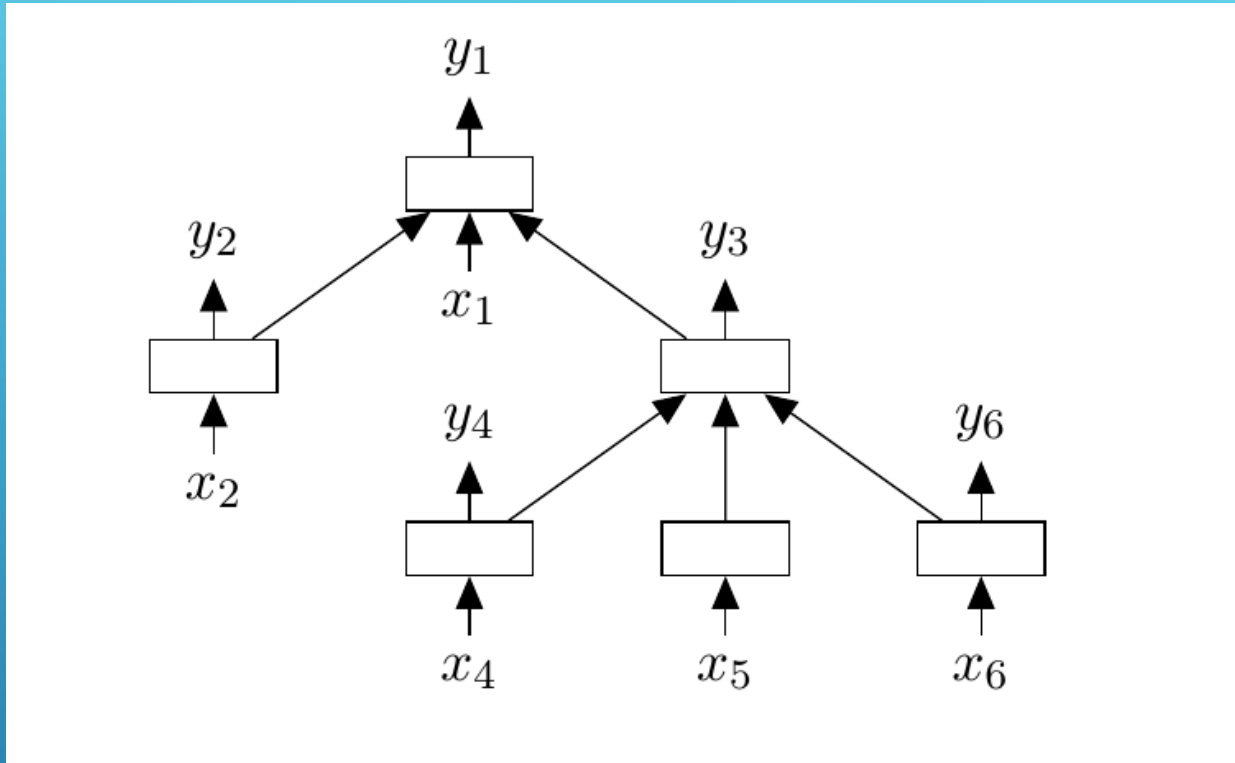 y₁
y₂ y₃
x₁
y₄ y₆
x₂
x₄ x₅ x₆